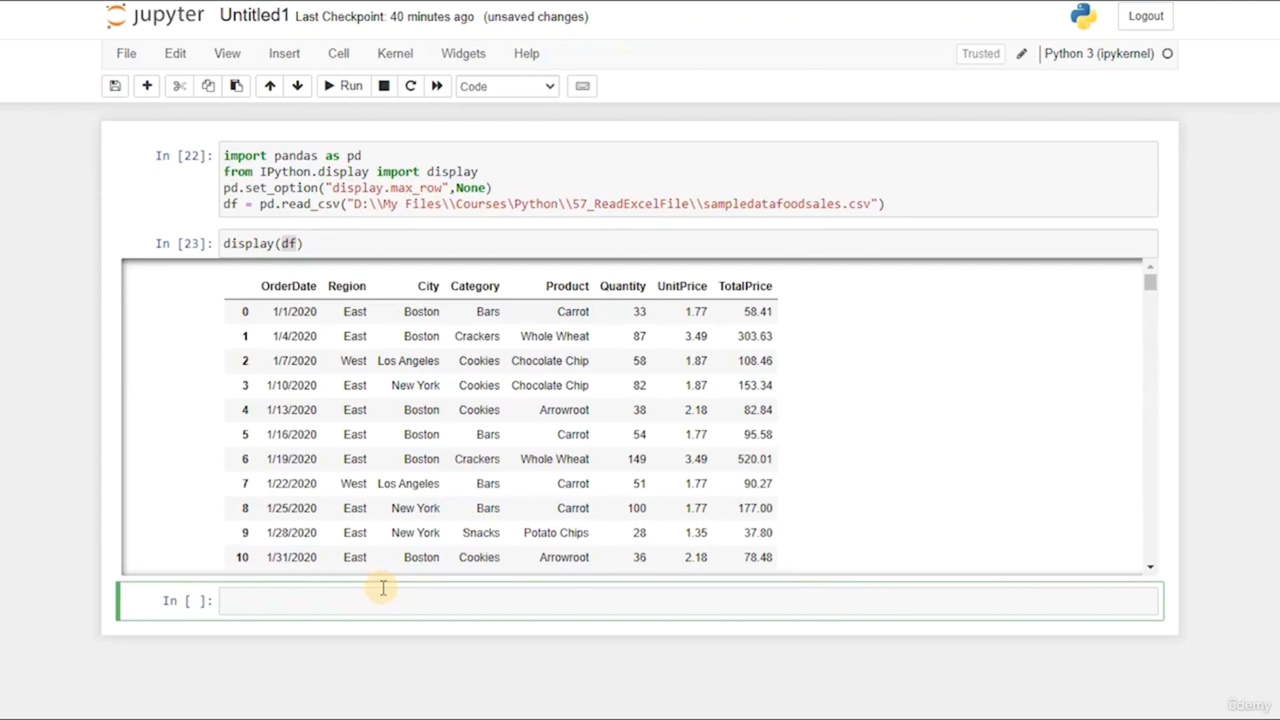 jupyter Untitled1 Last Checkpoint: 40 minutes ago (unsaved changes) Logout
File Edit View Insert Cell Kernel Widgets Help Trusted Python 3 (ipykernel)
Run Code
In [22]: import pandas as pd
from IPython.display import display
pd.set_option("display.max_row",None)
df = pd.read_csv("D:\\My Files\\Courses\Python\\57_ReadExcelFile\\sampledatafoodsales.csv")
In [23]: display(df)
OrderDate Region City Category Product Quantity UnitPrice TotalPrice
0 1/1/2020 East Boston Bars Carrot 33 1.77 58.41
1 1/4/2020 East Boston Crackers Whole Wheat 87 3.49 303.63
2 1/7/2020 West Los Angeles Cookies Chocolate Chip 58 1.87 108.46
3 1/10/2020 East New York Cookies Chocolate Chip 82 1.87 153.34
4 1/13/2020 East Boston Cookies Arrowroot 38 2.18 82.84
5 1/16/2020 East Boston Bars Carrot 54 1.77 95.58
6 1/19/2020 East Boston Crackers Whole Wheat 149 3.49 520.01
7 1/22/2020 West Los Angeles Bars Carrot 51 1.77 90.27
8 1/25/2020 East New York Bars Carrot 100 1.77 177.00
9 1/28/2020 East New York Snacks Potato Chips 28 1.35 37.80
10 1/31/2020 East Boston Cookies Arrowroot 36 2.18 78.48
In [ ]:
ûdemy